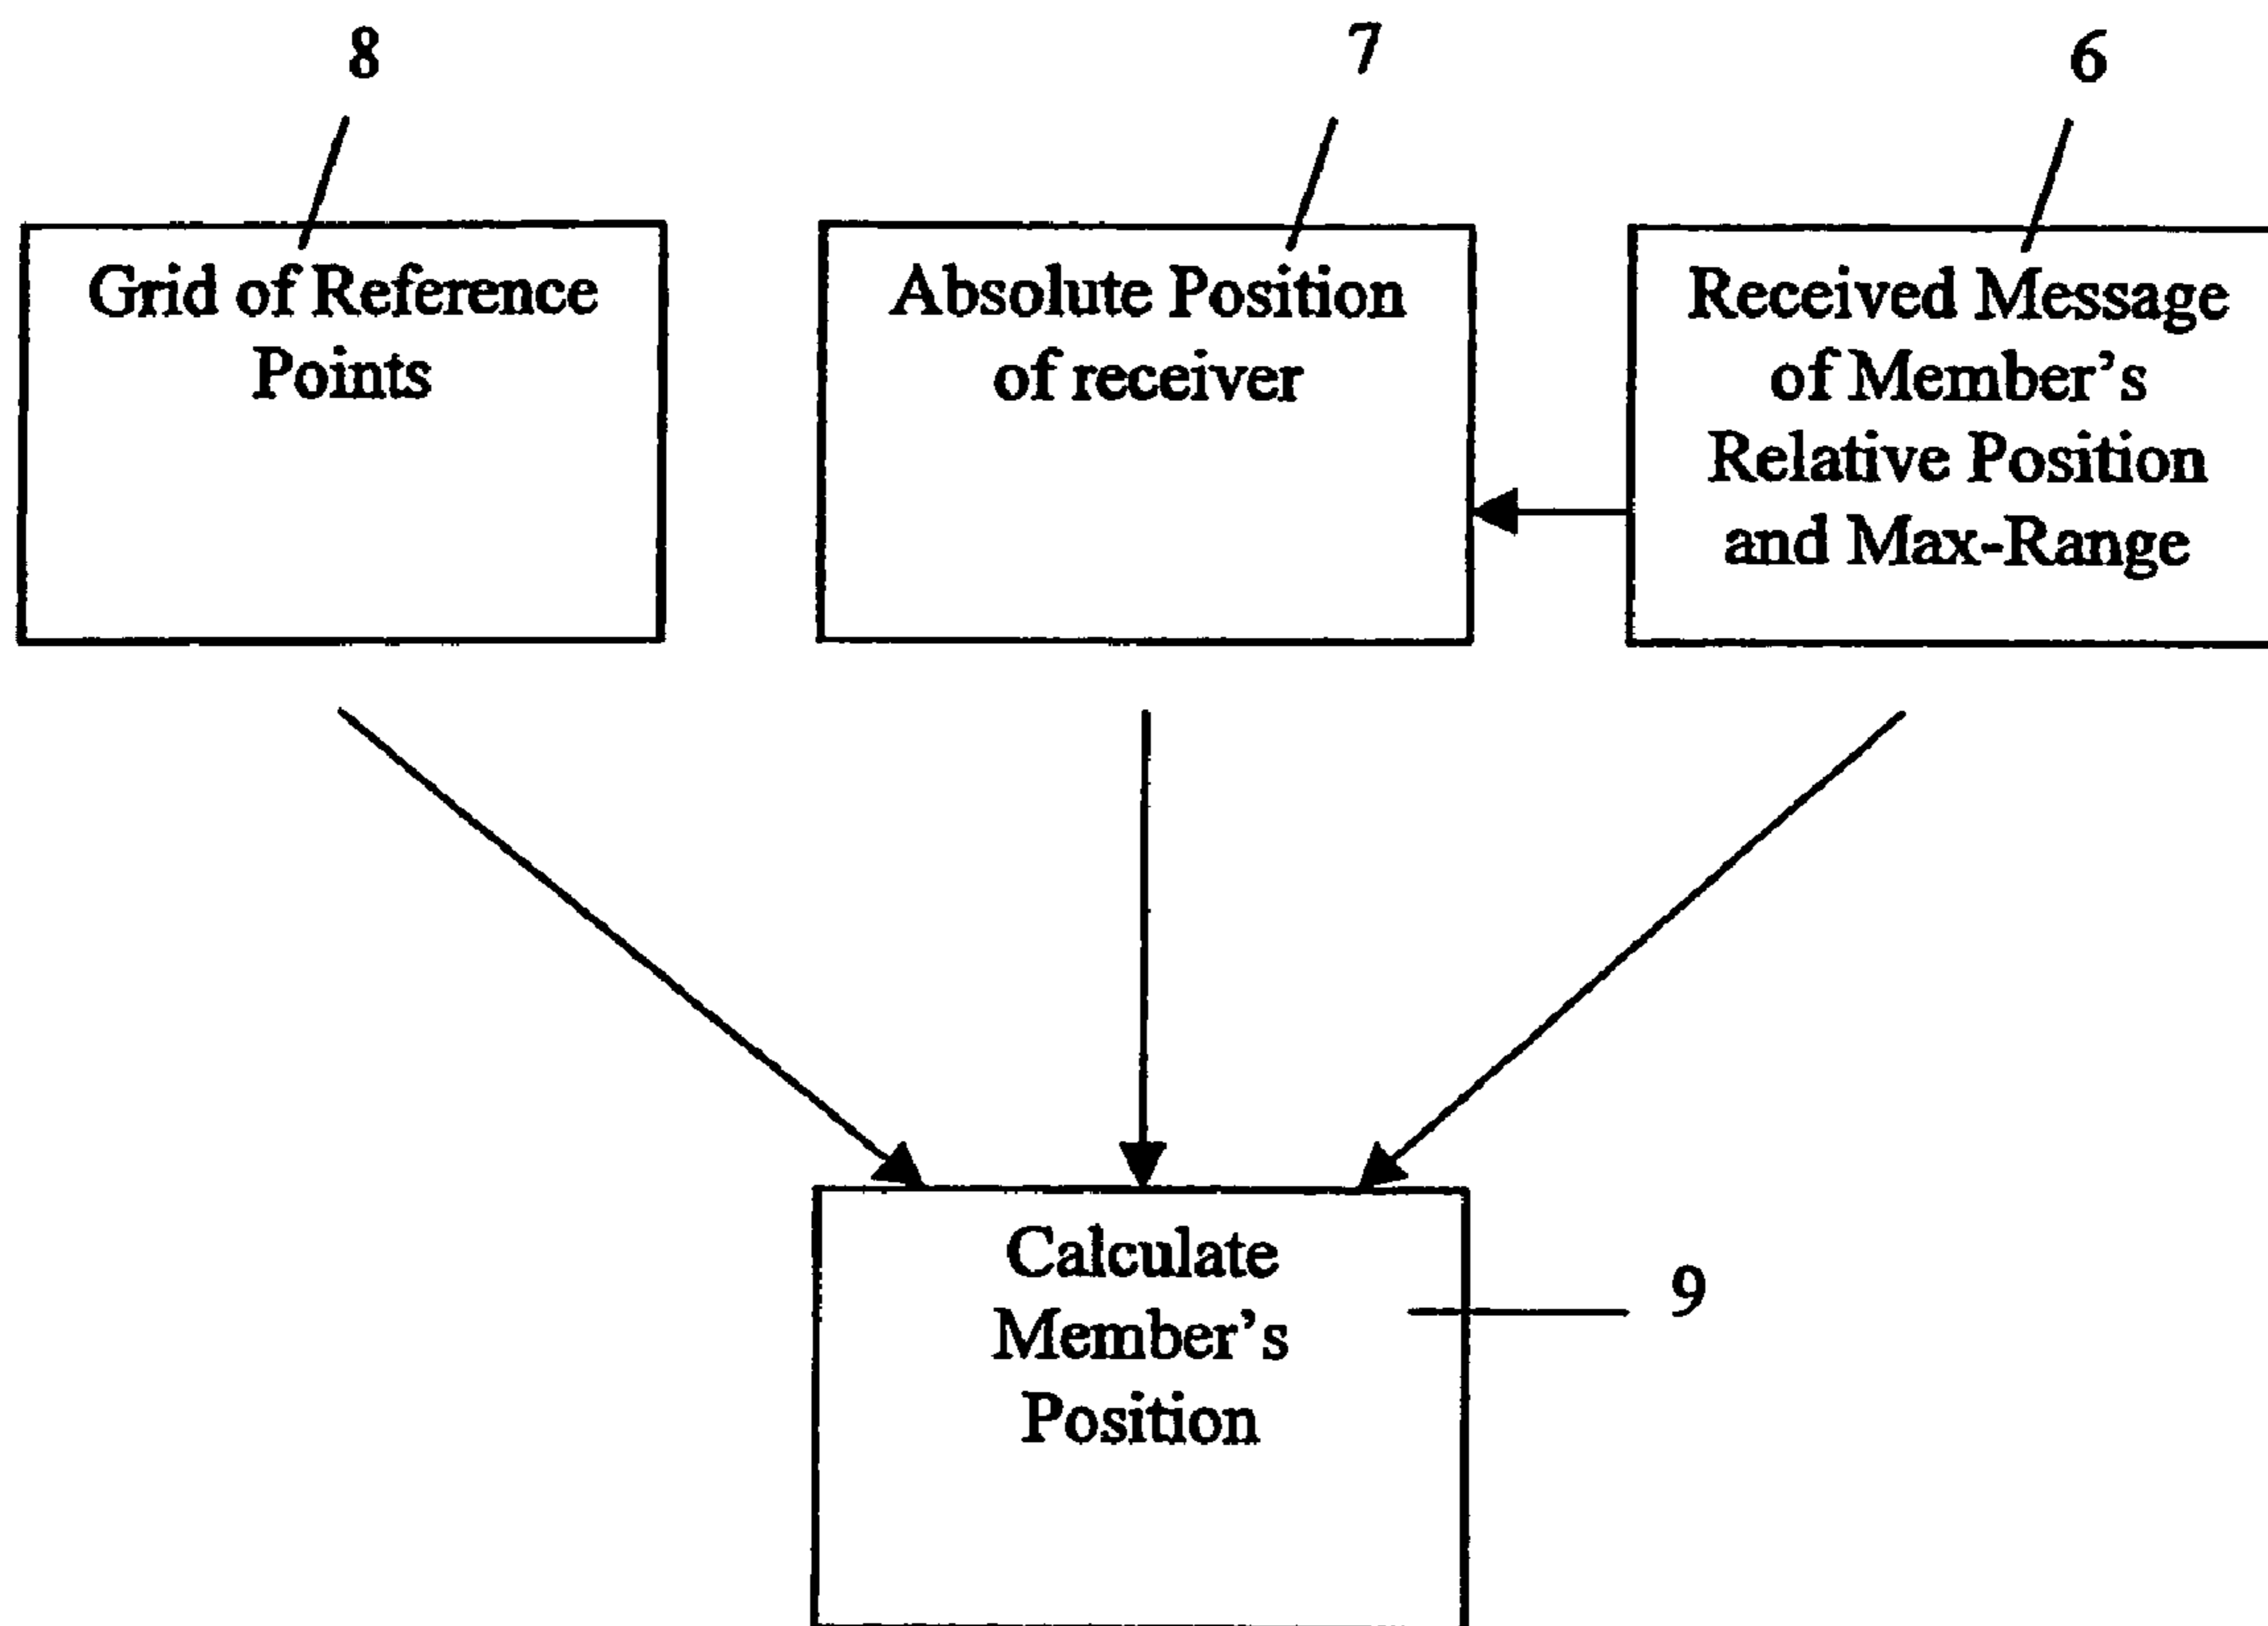 8
7
6
Grid of Reference
Points
Absolute Position
of receiver
Received Message
of Member's
Relative Position
and Max-Range
Calculate
Member's
Position
9